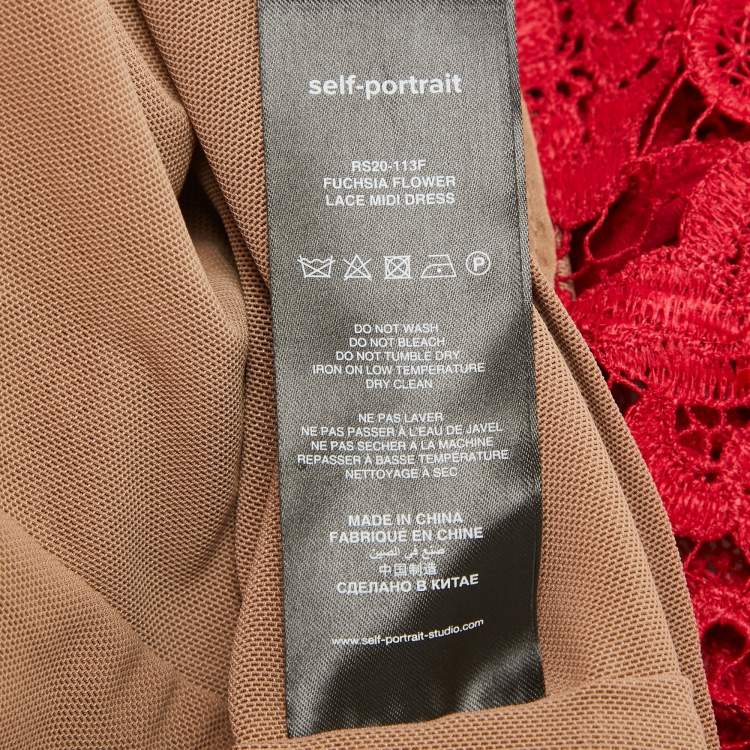 self-portrait
RS20-113F
FUCHSIA FLOWER
LACE MIDI DRESS
P
DO NOT WASH
DO NOT BLEACH
DO NOT TUMBLE DRY
IRON ON LOW TEMPERATURE
DRY CLEAN
NE PAS LAVER
NE PAS PASSER À L'EAU DE JAVEL
NE PAS SECHER À LA MACHINE
REPASSER À BASSE TEMPÉRATURE
NETTOYAGE À SEC
MADE IN CHINA
FABRIQUE EN CHINE
صنع في الصين
中国制造
СДЕЛАНО В КИТАЕ
www.self-portrait-studio.com